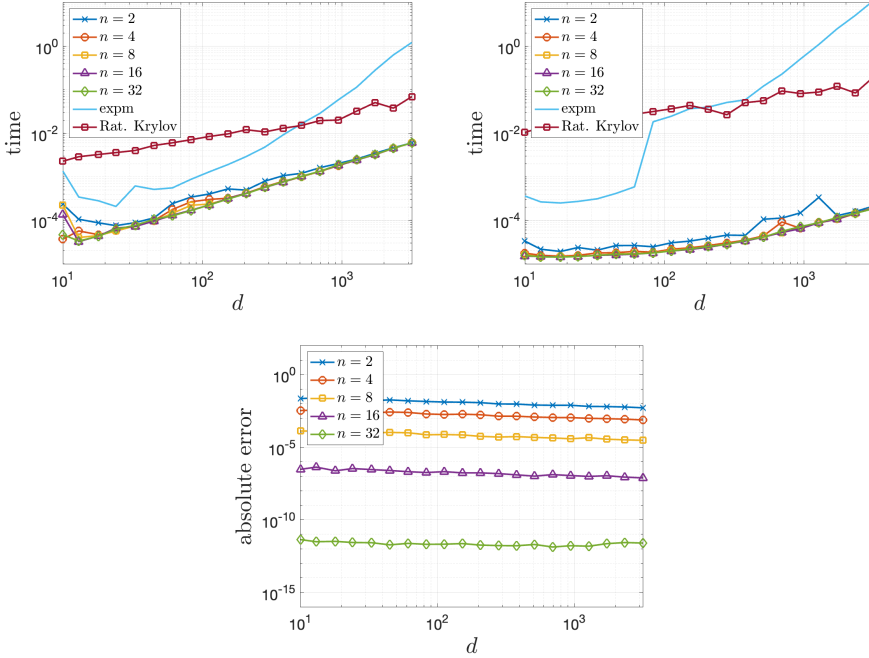 n = 2
n = 4
n = 8
n = 16
n = 32
expm
Rat. Krylov
10^0
10^-2
10^-4
time
10^1
10^2
10^3
d
n = 2
n = 4
n = 8
n = 16
n = 32
expm
Rat. Krylov
10^0
10^-2
10^-4
time
10^1
10^2
10^3
d
n = 2
n = 4
n = 8
n = 16
n = 32
10^0
10^-5
10^-10
10^-15
absolute error
10^1
10^2
10^3
d